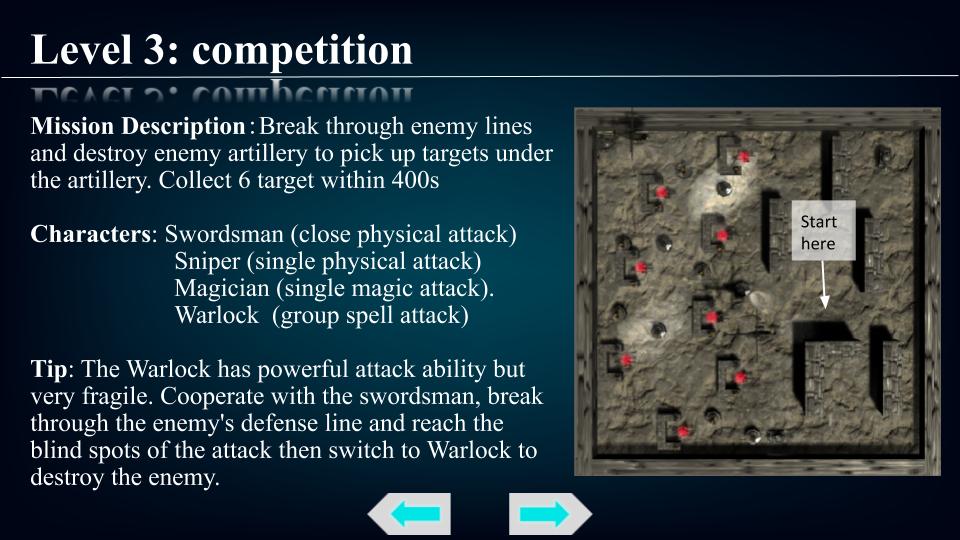 Level 3: competition
Mission Description：Break through enemy lines
and destroy enemy artillery to pick up targets under
the artillery. Collect 6 target within 400s
Characters: Swordsman (close physical attack)
Sniper (single physical attack)
Magician (single magic attack).
Warlock  (group spell attack)
Tip: The Warlock has powerful attack ability but
very fragile. Cooperate with the swordsman, break
through the enemy's defense line and reach the
blind spots of the attack then switch to Warlock to
destroy the enemy.
Start
here